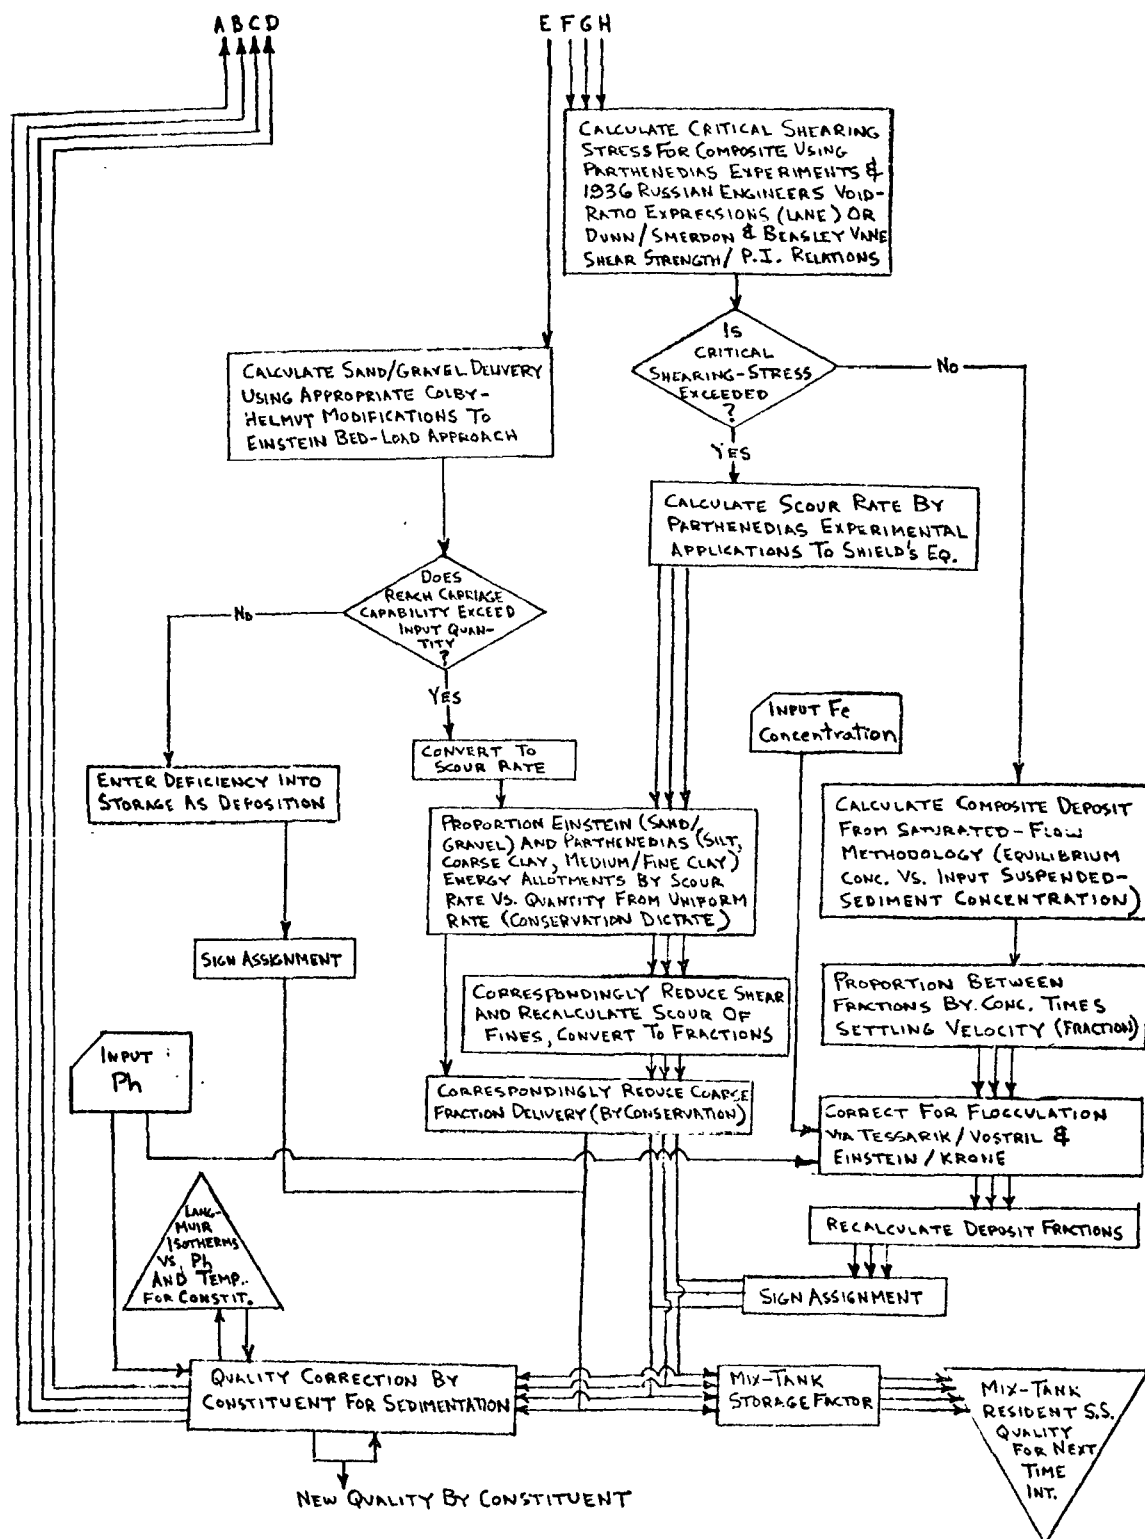 A B C D
E F G H
CALCULATE CRITICAL SHEARING
STRESS FOR COMPOSITE USING
PARTHENEDIAS EXPERIMENTS &
1936 RUSSIAN ENGINEERS VOID-
RATIO EXPRESSIONS (LANE) OR
DUNN/SMERDON & BEASLEY VANE
SHEAR STRENGTH/P.I. RELATIONS
IS
CRITICAL
SHEARING-STRESS
EXCEEDED
?
NO
YES
CALCULATE SAND/GRAVEL DELIVERY
USING APPROPRIATE COLBY-
HELMUT MODIFICATIONS TO
EINSTEIN BED-LOAD APPROACH
CALCULATE SCOUR RATE BY
PARTHENEDIAS EXPERIMENTAL
APPLICATIONS TO SHIELD'S EQ.
DOES
REACH CARRIAGE
CAPABILITY EXCEED
INPUT QUAN-
TITY
?
NO
YES
INPUT Fe
Concentration
CONVERT TO
SCOUR RATE
ENTER DEFICIENCY INTO
STORAGE AS DEPOSITION
CALCULATE COMPOSITE DEPOSIT
FROM SATURATED-FLOW
METHODOLOGY (EQUILIBRIUM
CONC. VS. INPUT SUSPENDED-
SEDIMENT CONCENTRATION)
PROPORTION EINSTEIN (SAND/
GRAVEL) AND PARTHENEDIAS (SILT,
COARSE CLAY, MEDIUM/FINE CLAY)
ENERGY ALLOTMENTS BY SCOUR
RATE VS. QUANTITY FROM UNIFORM
RATE (CONSERVATION DICTATE)
SIGN ASSIGNMENT
PROPORTION BETWEEN
FRACTIONS BY CONC. TIMES
SETTLING VELOCITY (FRACTION)
CORRESPONDINGLY REDUCE SHEAR
AND RECALCULATE SCOUR OF
FINES, CONVERT TO FRACTIONS
INPUT
Ph
CORRESPONDINGLY REDUCE COARSE
FRACTION DELIVERY (BY CONSERVATION)
CORRECT FOR FLOCCULATION
VIA TESSARIK/VOSTRIL &
EINSTEIN/KRONE
LANG-
MUIR
ISOTHERMS
VS. Ph
AND TEMP.
FOR CONSTIT.
RECALCULATE DEPOSIT FRACTIONS
SIGN ASSIGNMENT
QUALITY CORRECTION BY
CONSTITUENT FOR SEDIMENTATION
MIX-TANK
STORAGE FACTOR
MIX-TANK
RESIDENT S.S.
QUALITY
FOR NEXT
TIME
INT.
NEW QUALITY BY CONSTITUENT